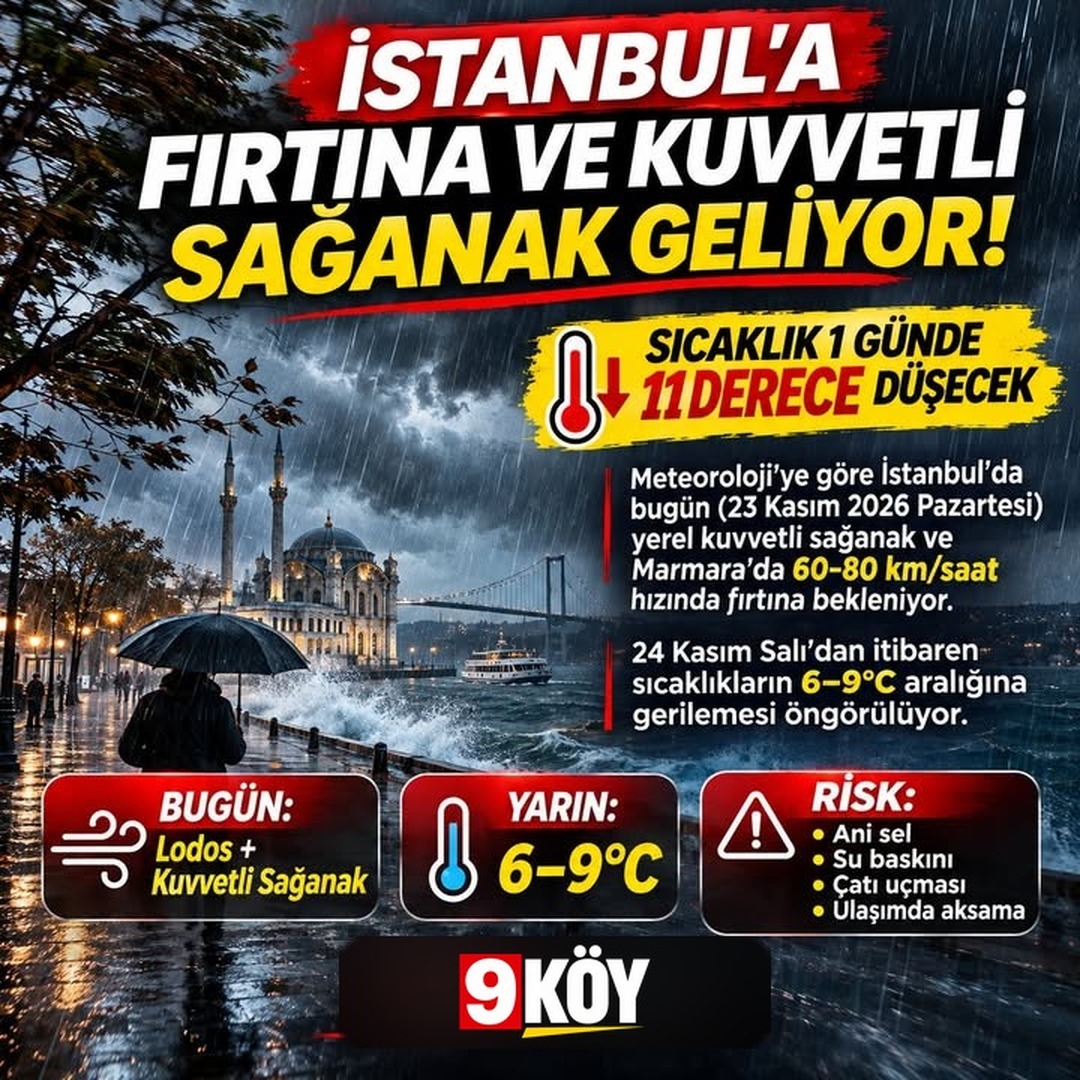 İSTANBUL'A
FIRTINA VE KUVVETLİ
SAĞANAK GELİYOR!
SICAKLIK 1 GÜNDE
11 DERECE DÜŞECEK
Meteoroloji'ye göre İstanbul'da
bugün (23 Kasım 2026 Pazartesi)
yerel kuvvetli sağanak ve
Marmara'da 60–80 km/saat
hızında fırtına bekleniyor.
24 Kasım Salı'dan itibaren
sıcaklıkların 6–9°C aralığına
gerilemesi öngörülüyor.
BUGÜN:
Lodos +
Kuvvetli Sağanak
YARIN:
6–9°C
RİSK:
• Ani sel
• Su baskını
• Çatı uçması
• Ulaşımda aksama
9KÖY